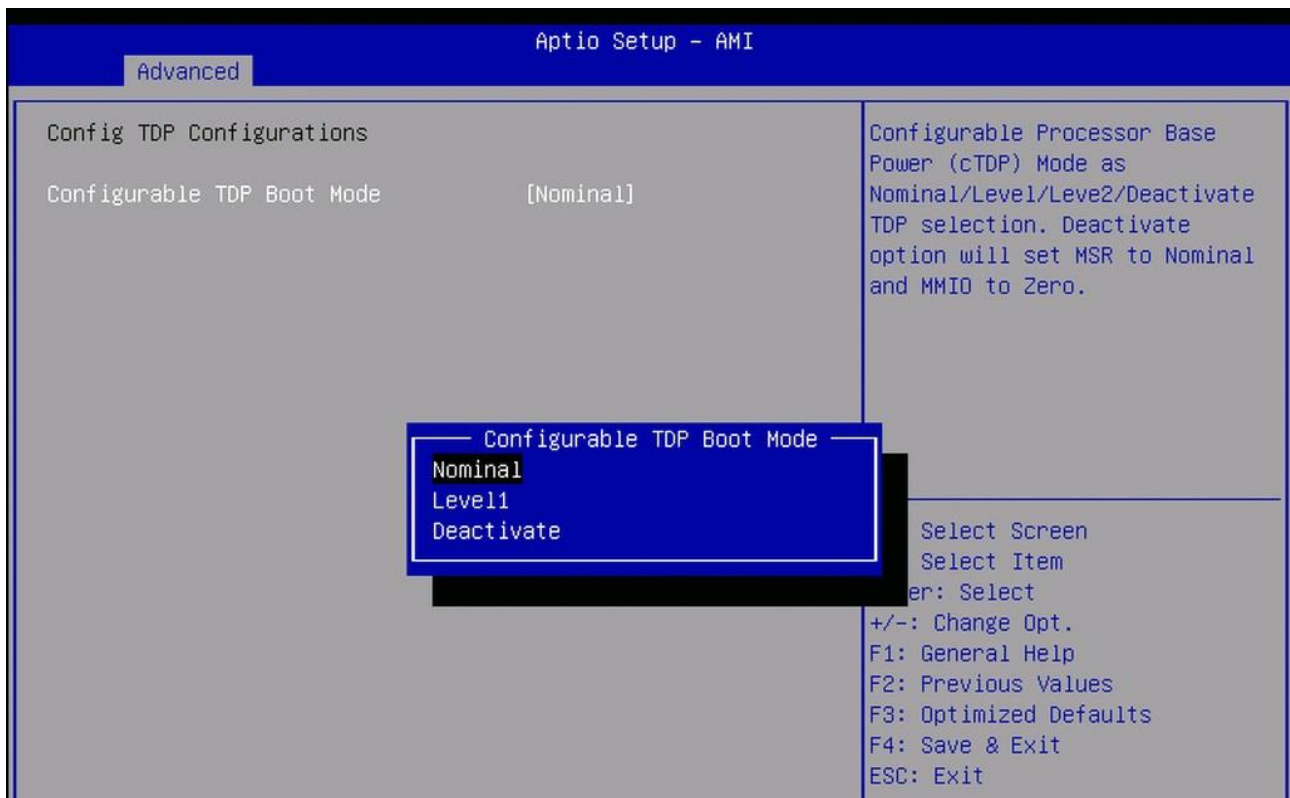 Aptio Setup – AMI
Advanced
Config TDP Configurations
Configurable TDP Boot Mode [Nominal]
Configurable Processor Base
Power (cTDP) Mode as
Nominal/Level/Leve2/Deactivate
TDP selection. Deactivate
option will set MSR to Nominal
and MMIO to Zero.
Configurable TDP Boot Mode
Nominal
Level1
Deactivate
Select Screen
Select Item
er: Select
+/-: Change Opt.
F1: General Help
F2: Previous Values
F3: Optimized Defaults
F4: Save & Exit
ESC: Exit